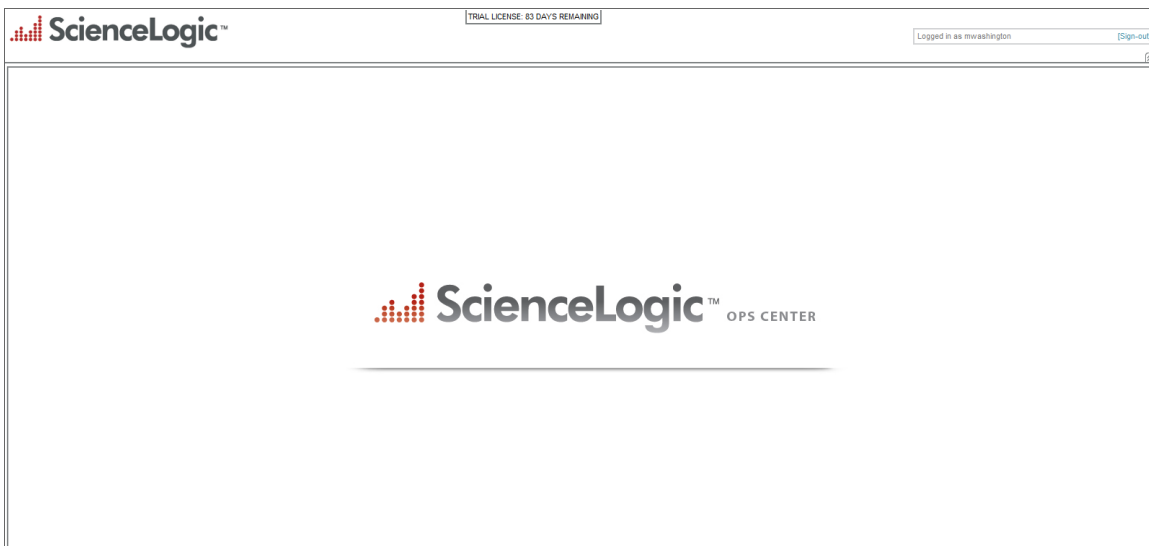 ScienceLogic™
TRIAL LICENSE: 83 DAYS REMAINING
Logged in as mwashington
[Sign-out
ScienceLogic™ OPS CENTER